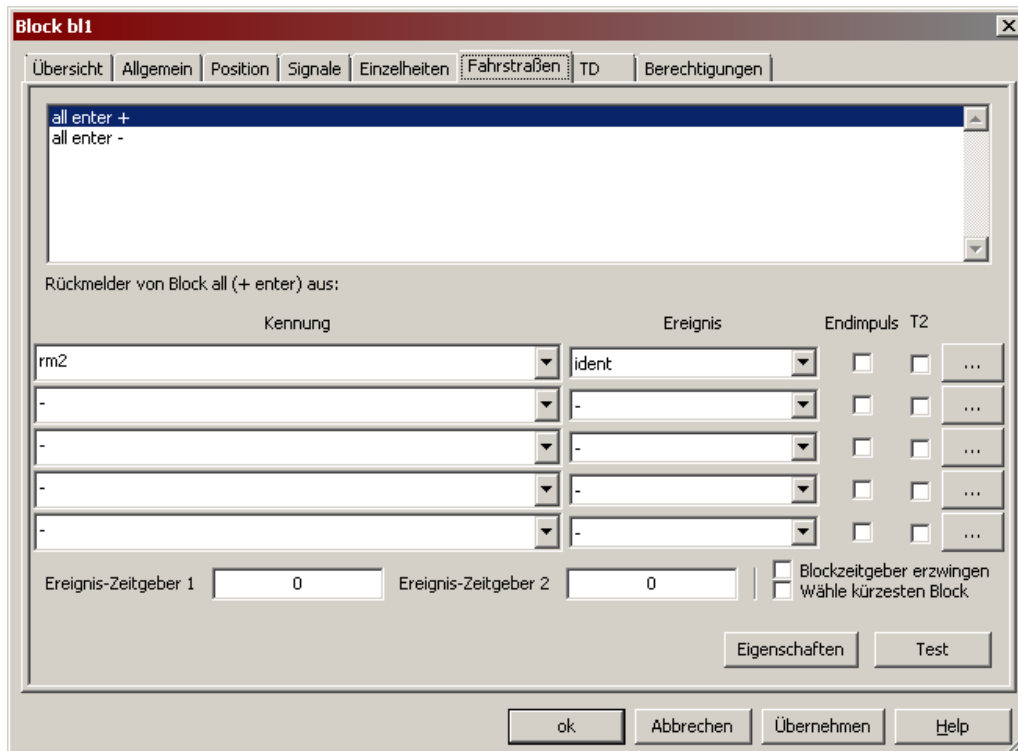 Block bl1
Übersicht Allgemein Position Signale Einzelheiten Fahrstraßen TD Berechtigungen
all enter +
all enter -
Rückmelder von Block all (+ enter) aus:
Kennung Ereignis Endimpuls T2
rm2 ident ...
- - ...
- - ...
- - ...
- - ...
Ereignis-Zeitgeber 1 0 Ereignis-Zeitgeber 2 0 Blockzeitgeber erzwingen
Wähle kürzesten Block
Eigenschaften Test
ok Abbrechen Übernehmen Help